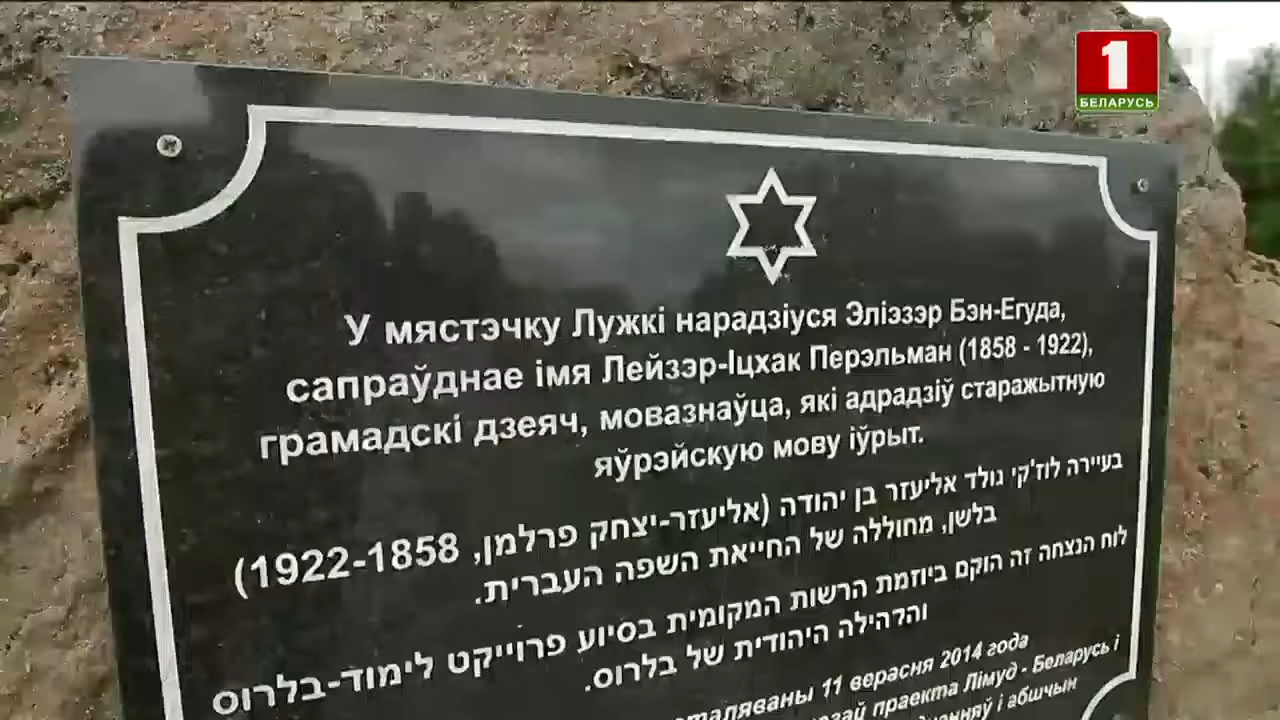 1
БЕЛАРУСЬ
У мястэчку Лужкі нарадзіуся Эліэзэр Бэн-Егуда,
сапраўднае імя Лейзэр-Іцхак Перэльман (1858 - 1922),
грамадскі дзеяч, мовазнаўца, які адрадзіў старажытную
яўрэйскую мову іўрыт.
בעיירה לוז'קי נולד אליעזר בן יהודה (אליעזר-יצחק פרלמן, 1922-1858)
בלשן, מחוללה של החייאת השפה העברית.
לוח הנצחה זה הוקם ביוזמת הרשות המקומית בסיוע פרוייקט לימוד-בלרוס
והקהילה היהודית של בלרוס.
11 верасня 2014 года
праекта Лімуд - Беларусь і
і абшчын